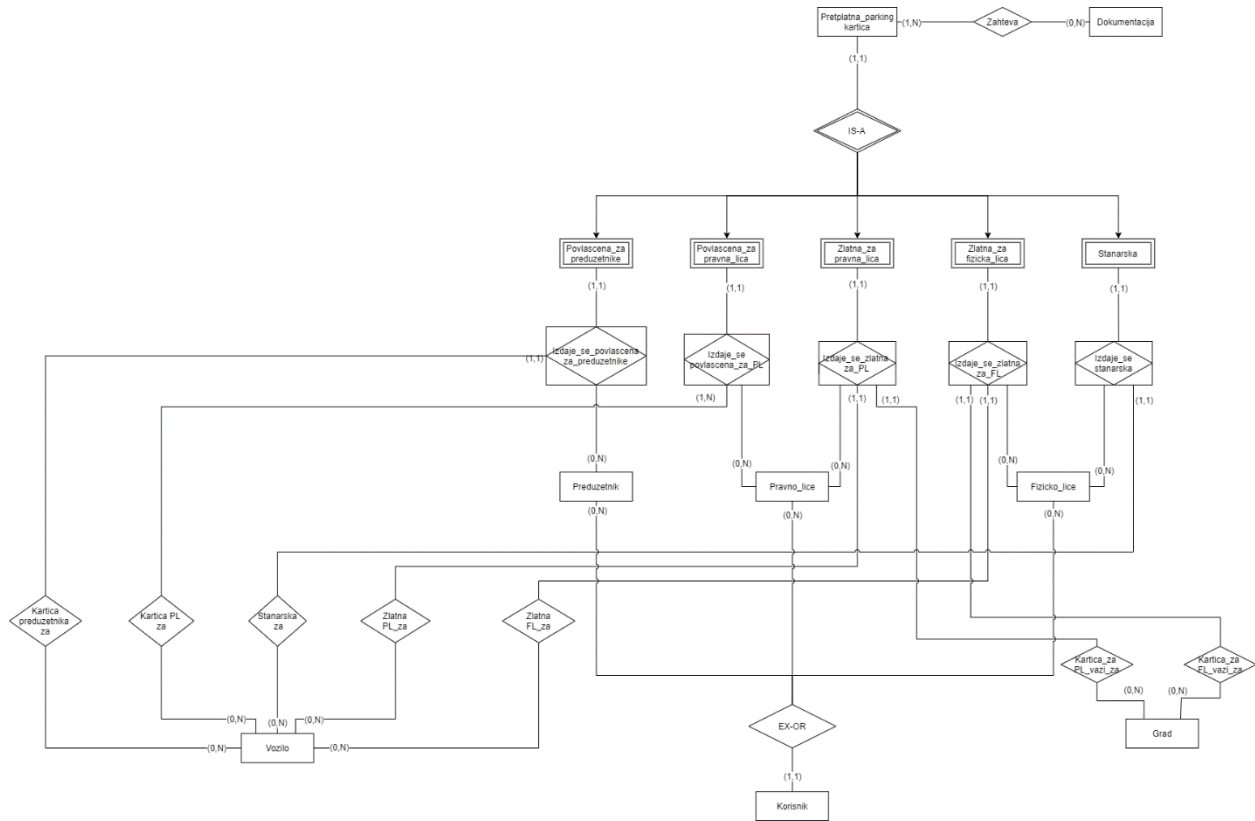 Pretplatna_parking
kartica
(1,N)
Zahteva
(0,N)
Dokumentacija
(1,1)
IS-A
Povlascena_za
preduzetnike
Povlascena_za
pravna_lica
Zlatna_za
pravna_lica
Zlatna_za
fizicka_lica
Stanarska
(1,1)
(1,1)
(1,1)
(1,1)
(1,1)
(1,1)
Izdaje_se_povlascena
za_preduzetnike
Izdaje_se
povlascena_za_PL
Izdaje_se_zlatna
za_PL
Izdaje_se_zlatna
za_FL
Izdaje_se
stanarska
(1,N)
(1,1)
(1,1)
(1,1)
(1,1)
(1,1)
(0,N)
(0,N)
(0,N)
(0,N)
(0,N)
Preduzetnik
Pravno_lice
Fizicko_lice
(0,N)
(0,N)
(0,N)
Kartica
preduzetnika
za
Kartica PL
za
Stanarska
za
Zlatna
PL_za
Zlatna
FL_za
Kartica_za
PL_vazi_za
Kartica_za
FL_vazi_za
(0,N)
(0,N)
(0,N)
(0,N)
(0,N)
(0,N)
(0,N)
Vozilo
EX-OR
Grad
(1,1)
Korisnik